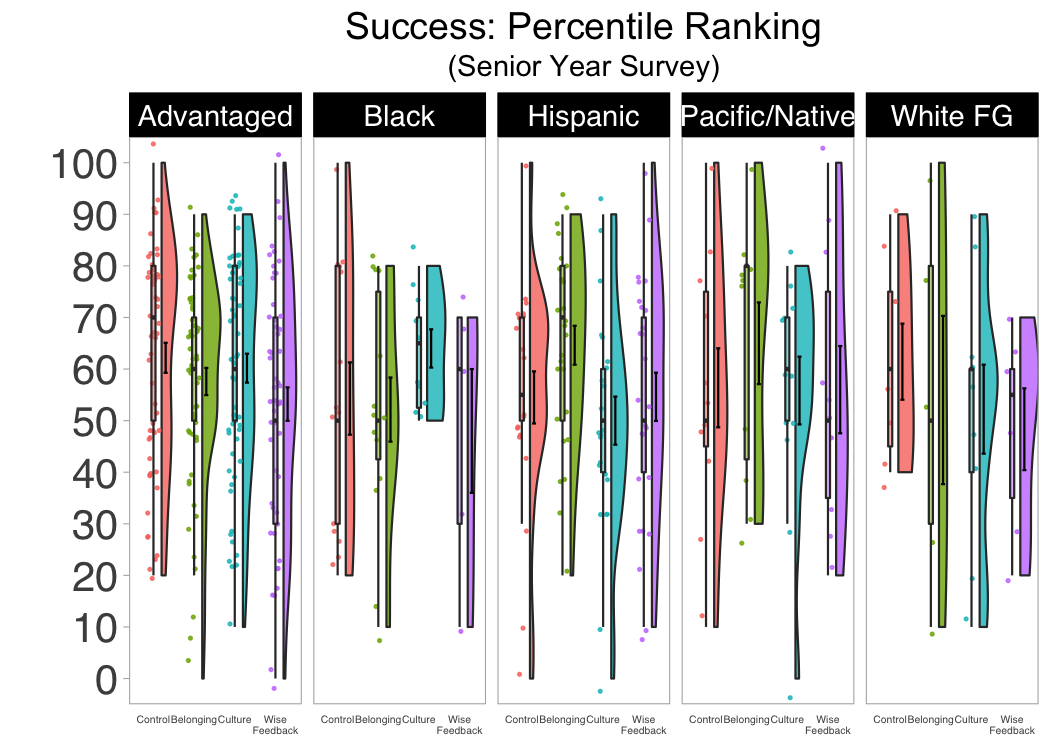 Success: Percentile Ranking
(Senior Year Survey)
Advantaged Black Hispanic Pacific/Native White FG
100
90
80
70
60
50
40
30
20
10
0
Control Belonging Culture Wise Feedback Control Belonging Culture Wise Feedback Control Belonging Culture Wise Feedback Control Belonging Culture Wise Feedback Control Belonging Culture Wise Feedback